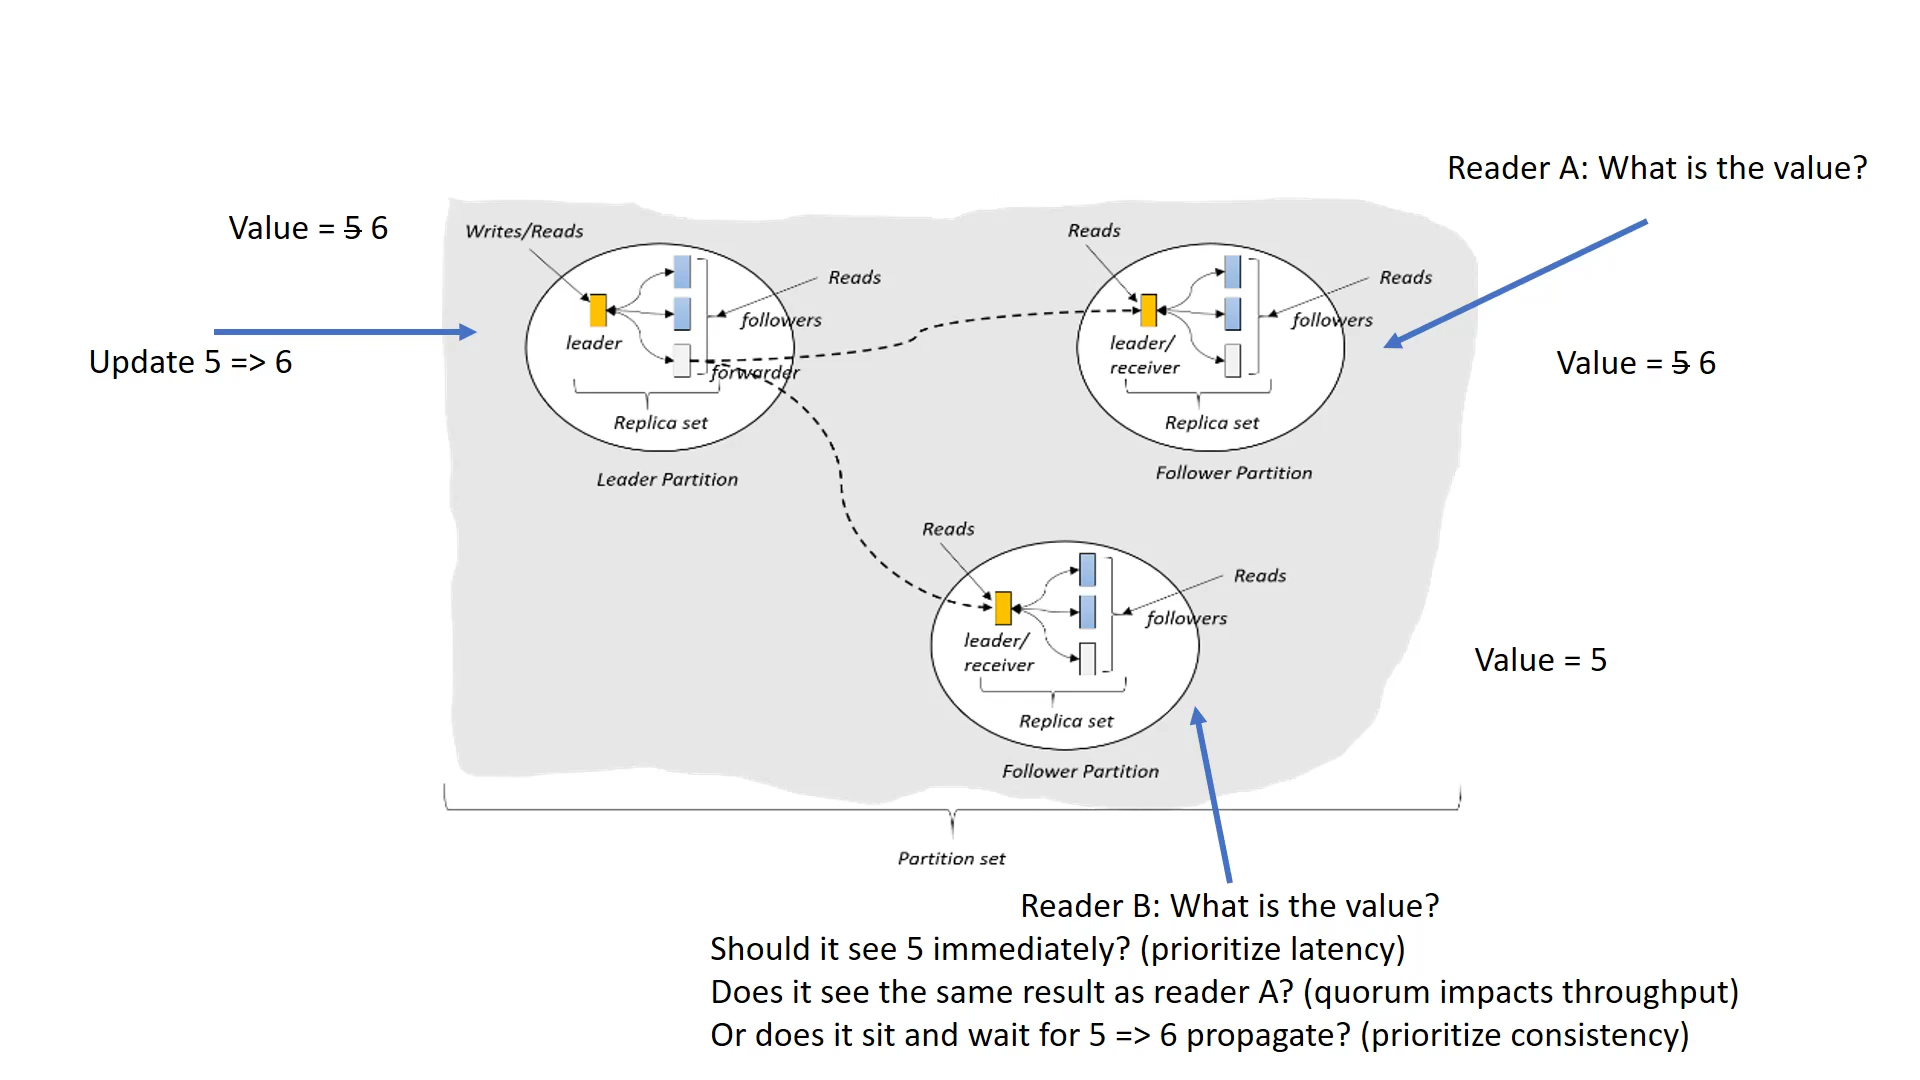 Reader A: What is the value?
Value = 5 6
Update 5 => 6
Writes/Reads
Reads
leader
followers
forwarder
Replica set
Leader Partition
Reads
Reads
leader/
receiver
followers
Replica set
Follower Partition
Value = 5 6
Reads
Reads
leader/
receiver
followers
Replica set
Follower Partition
Value = 5
Partition set
Reader B: What is the value?
Should it see 5 immediately? (prioritize latency)
Does it see the same result as reader A? (quorum impacts throughput)
Or does it sit and wait for 5 => 6 propagate? (prioritize consistency)